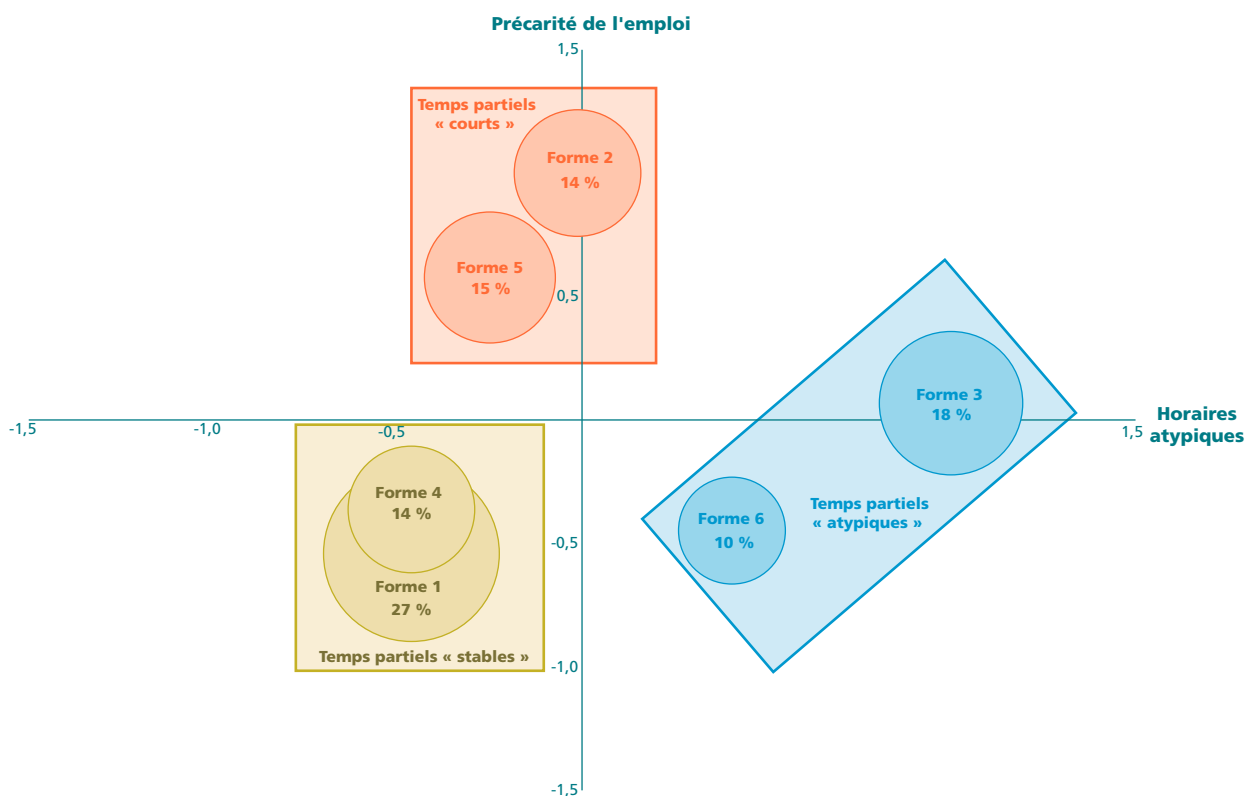 Précarité de l'emploi
1,5
Temps partiels
« courts »
Forme 2
14 %
Forme 5
15 %
0,5
Forme 3
18 %
-1,5
-1,0
-0,5
1,5
Horaires
atypiques
Forme 4
14 %
Forme 1
27 %
Temps partiels « stables »
Temps partiels
« atypiques »
Forme 6
10 %
-0,5
-1,0
-1,5